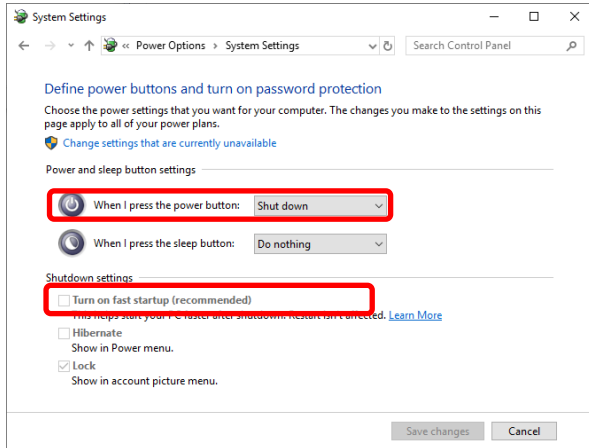 System Settings
« Power Options › System Settings
Search Control Panel
Define power buttons and turn on password protection
Choose the power settings that you want for your computer. The changes you make to the settings on this
page apply to all of your power plans.
Change settings that are currently unavailable
Power and sleep button settings
When I press the power button: Shut down
When I press the sleep button: Do nothing
Shutdown settings
Turn on fast startup (recommended)
This helps start your PC faster after shutdown. Restart isn't affected. Learn More
Hibernate
Show in Power menu.
Lock
Show in account picture menu.
Save changes
Cancel